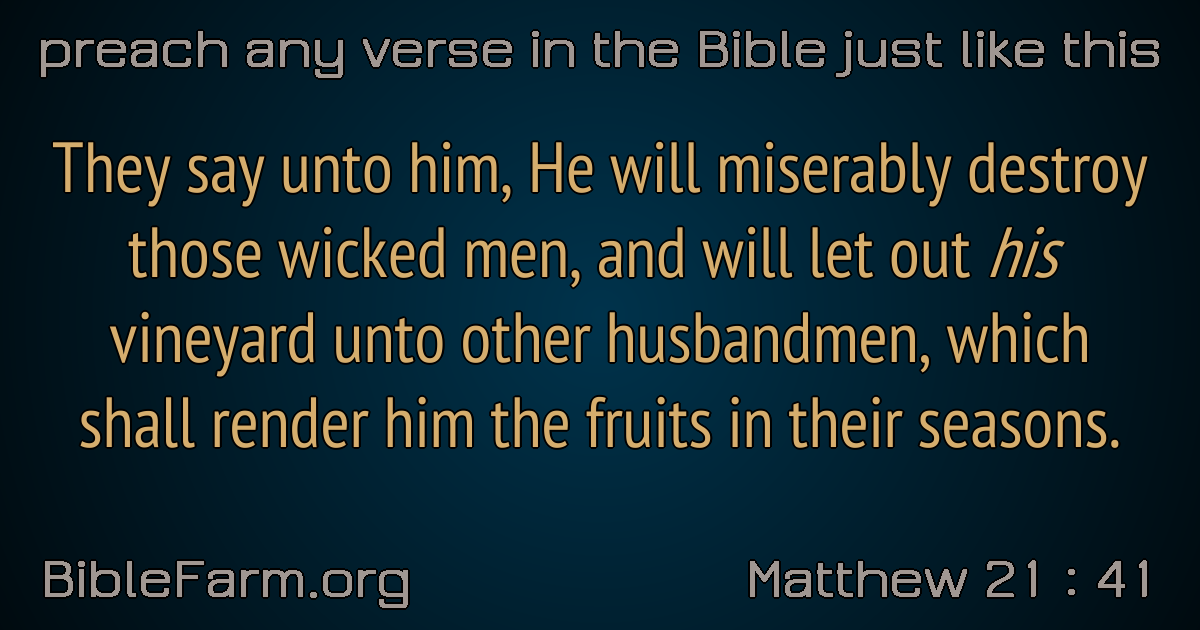 preach any verse in the Bible just like this
They say unto him, He will miserably destroy
those wicked men, and will let out his
vineyard unto other husbandmen, which
shall render him the fruits in their seasons.
BibleFarm.org
Matthew 21 : 41